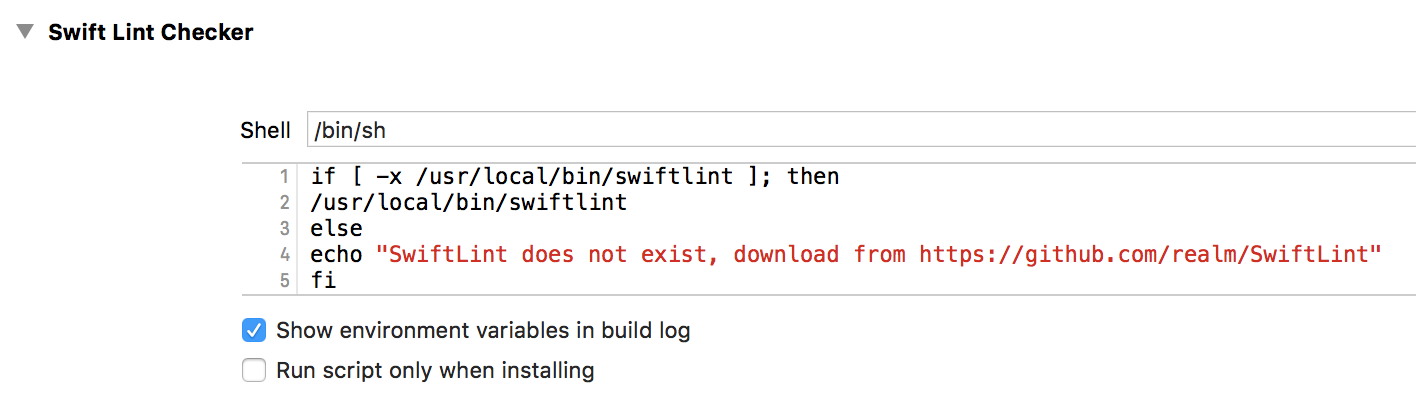 Swift Lint Checker
Shell /bin/sh
1 if [ -x /usr/local/bin/swiftlint ]; then
2 /usr/local/bin/swiftlint
3 else
4 echo "SwiftLint does not exist, download from https://github.com/realm/SwiftLint"
5 fi
Show environment variables in build log
Run script only when installing